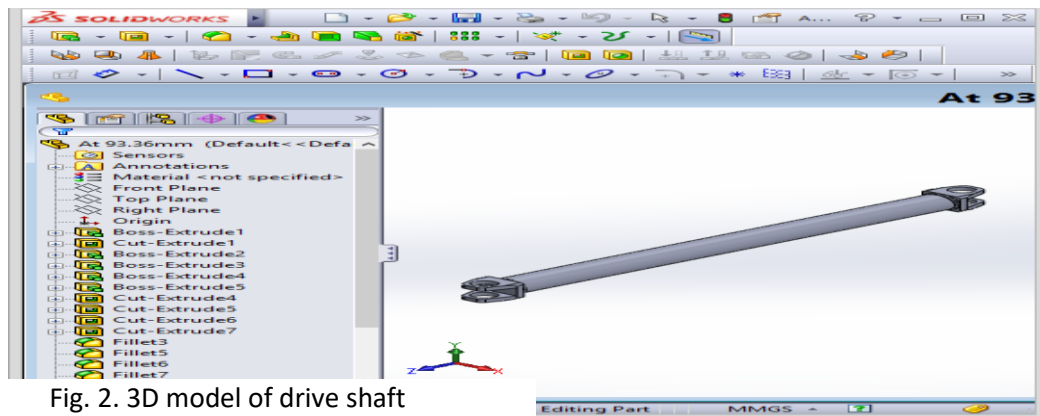 SOLIDWORKS
A... ?
At 93
At 93.36mm (Default<<Defa
Sensors
A Annotations
Material <not specified>
Front Plane
Top Plane
Right Plane
Origin
Boss-Extrude1
Cut-Extrude1
Boss-Extrude2
Boss-Extrude3
Boss-Extrude4
Boss-Extrude5
Cut-Extrude4
Cut-Extrude5
Cut-Extrude6
Cut-Extrude7
Fillet3
Fillet5
Fillet6
Fillet7
Y
Z X
Fig. 2. 3D model of drive shaft
Editing Part MMGS ?